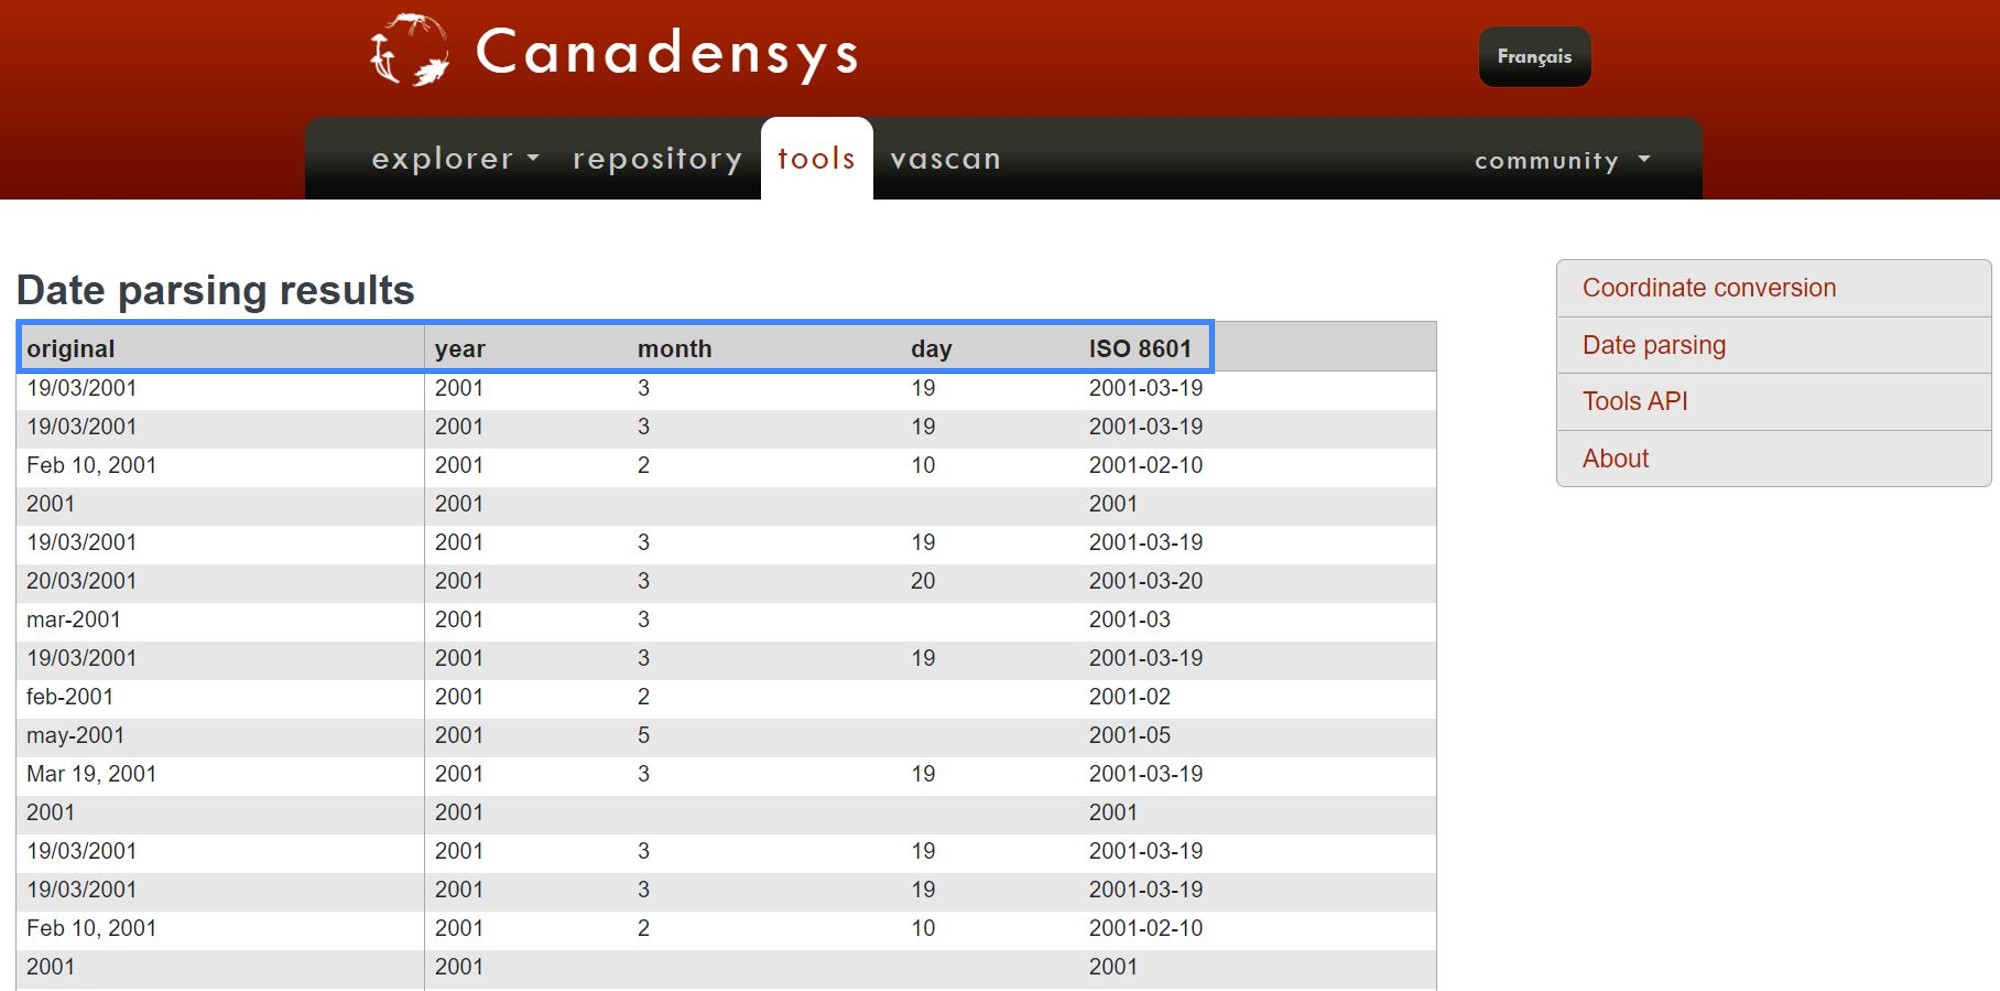 Canadensys
Français
explorer repository tools vascan community
Date parsing results
original year month day ISO 8601
19/03/2001 2001 3 19 2001-03-19
19/03/2001 2001 3 19 2001-03-19
Feb 10, 2001 2001 2 10 2001-02-10
2001 2001 2001
19/03/2001 2001 3 19 2001-03-19
20/03/2001 2001 3 20 2001-03-20
mar-2001 2001 3 2001-03
19/03/2001 2001 3 19 2001-03-19
feb-2001 2001 2 2001-02
may-2001 2001 5 2001-05
Mar 19, 2001 2001 3 19 2001-03-19
2001 2001 2001
19/03/2001 2001 3 19 2001-03-19
19/03/2001 2001 3 19 2001-03-19
Feb 10, 2001 2001 2 10 2001-02-10
2001 2001 2001
Coordinate conversion
Date parsing
Tools API
About